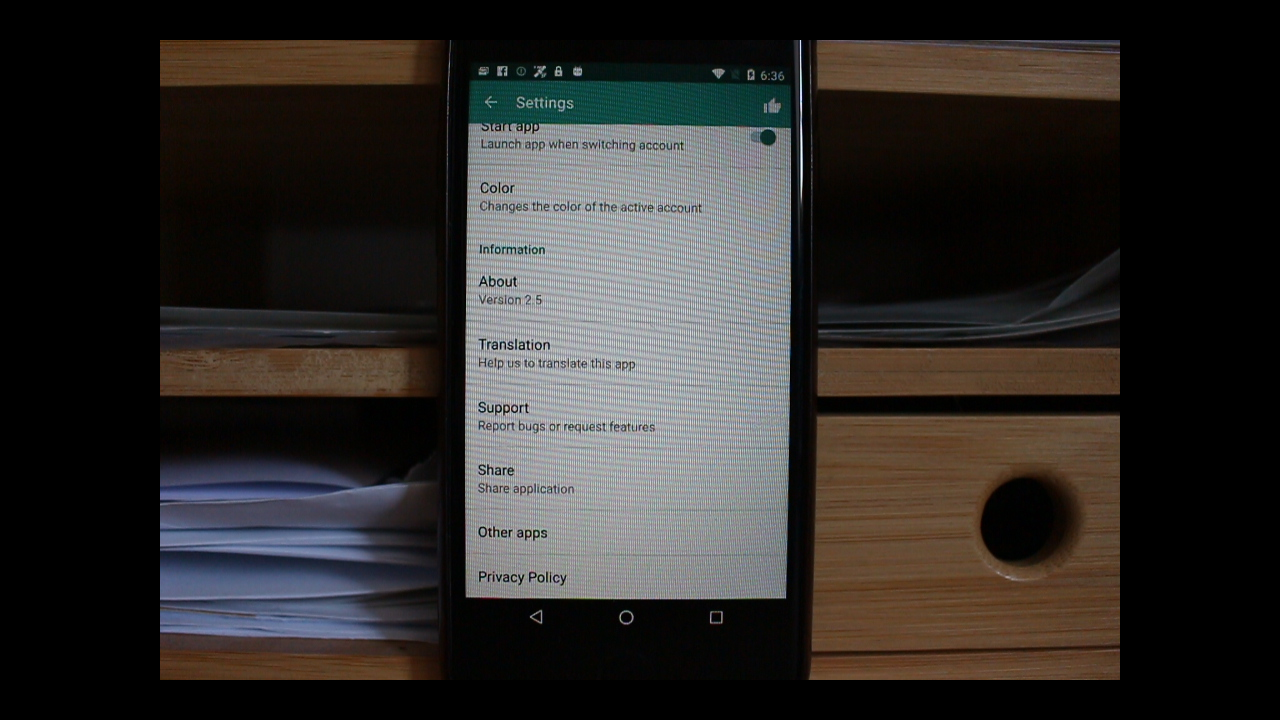 6:36
Settings
Start app
Launch app when switching account
Color
Changes the color of the active account
Information
About
Version 2.5
Translation
Help us to translate this app
Support
Report bugs or request features
Share
Share application
Other apps
Privacy Policy